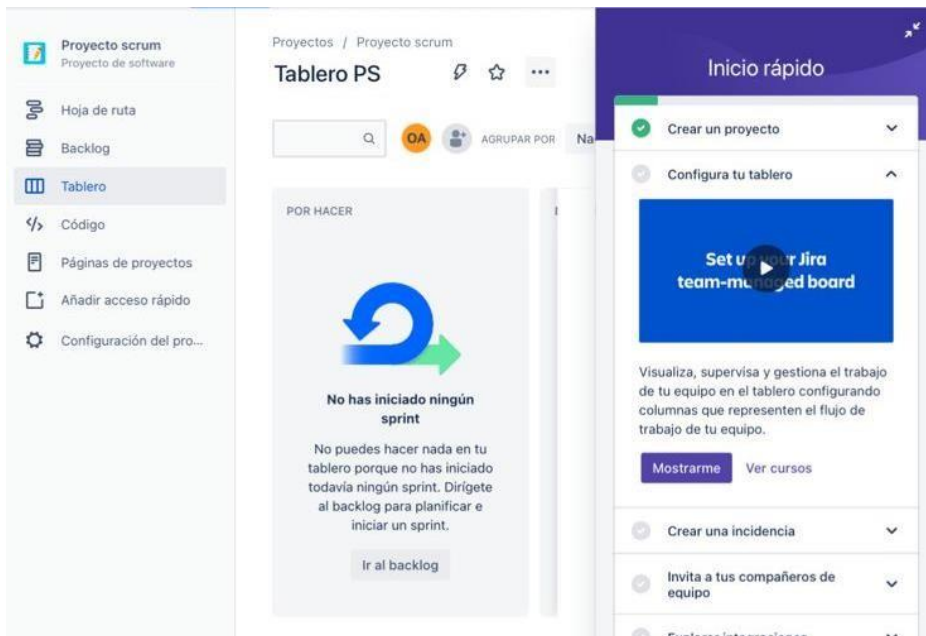 Proyecto scrum
Proyecto de software
Hoja de ruta
Backlog
Tablero
Código
Páginas de proyectos
Añadir acceso rápido
Configuración del pro...
Proyectos / Proyecto scrum
Tablero PS
OA
AGRUPAR POR
Na
POR HACER
No has iniciado ningún
sprint
No puedes hacer nada en tu
tablero porque no has iniciado
todavía ningún sprint. Dirígete
al backlog para planificar e
iniciar un sprint.
Ir al backlog
Inicio rápido
Crear un proyecto
Configura tu tablero
Set up your Jira
team-managed board
Visualiza, supervisa y gestiona el trabajo
de tu equipo en el tablero configurando
columnas que representen el flujo de
trabajo de tu equipo.
Mostrarme
Ver cursos
Crear una incidencia
Invita a tus compañeros de
equipo